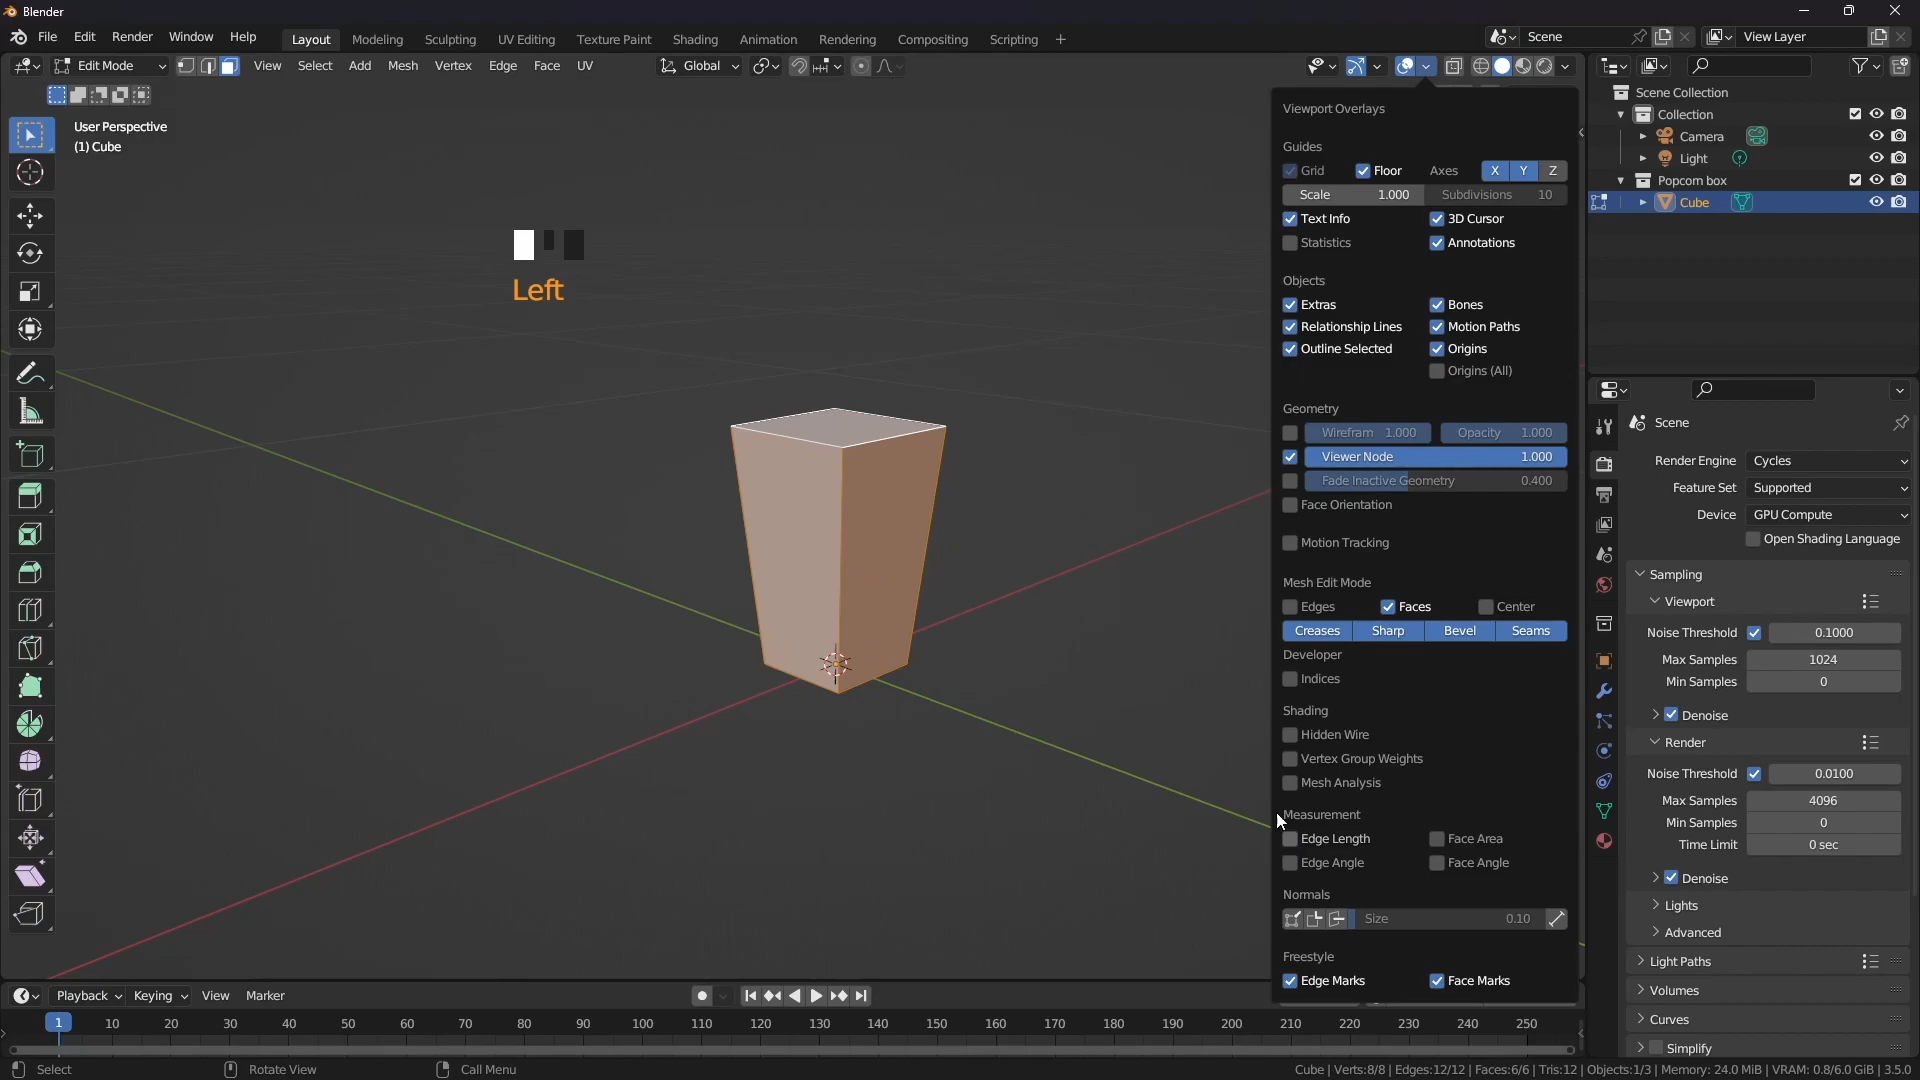 Blender
File Edit Render Window Help Layout Modeling Sculpting UV Editing Texture Paint Shading Animation Rendering Compositing Scripting + Scene View Layer
Edit Mode View Select Add Mesh Vertex Edge Face UV Global
User Perspective
(1) Cube
Left
Viewport Overlays
Guides
Grid Floor Axes X Y Z
Scale 1.000 Subdivisions 10
Text Info 3D Cursor
Statistics Annotations
Objects
Extras Bones
Relationship Lines Motion Paths
Outline Selected Origins
Origins (All)
Geometry
Wirefram 1.000 Opacity 1.000
Viewer Node 1.000
Fade Inactive Geometry 0.400
Face Orientation
Motion Tracking
Mesh Edit Mode
Edges Faces Center
Creases Sharp Bevel Seams
Developer
Indices
Shading
Hidden Wire
Vertex Group Weights
Mesh Analysis
Measurement
Edge Length Face Area
Edge Angle Face Angle
Normals
Size 0.10
Freestyle
Edge Marks Face Marks
Scene Collection
Collection
Camera
Light
Popcorn box
Cube
Scene
Render Engine Cycles
Feature Set Supported
Device GPU Compute
Open Shading Language
Sampling
Viewport
Noise Threshold 0.1000
Max Samples 1024
Min Samples 0
Denoise
Render
Noise Threshold 0.0100
Max Samples 4096
Min Samples 0
Time Limit 0 sec
Denoise
Lights
Advanced
Light Paths
Volumes
Curves
Simplify
Playback Keying View Marker
1 10 20 30 40 50 60 70 80 90 100 110 120 130 140 150 160 170 180 190 200 210 220 230 240 250
Select Rotate View Call Menu Cube | Verts:8/8 | Edges:12/12 | Faces:6/6 | Tris:12 | Objects:1/3 | Memory: 24.0 MiB | VRAM: 0.8/6.0 GiB | 3.5.0